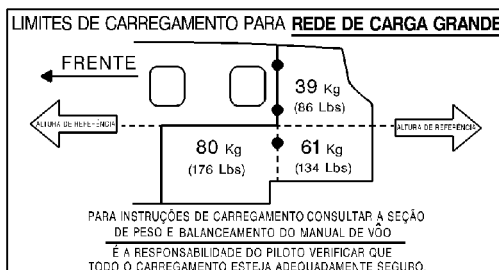 LIMITES DE CARREGAMENTO PARA REDE DE CARGA GRANDE
FRENTE
39 Kg
(86 Lbs)
ALTURA DE REFERÊNCIA
ALTURA DE REFERÊNCIA
80 Kg
(176 Lbs)
61 Kg
(134 Lbs)
PARA INSTRUÇÕES DE CARREGAMENTO CONSULTAR A SEÇÃO
DE PESO E BALANCEAMENTO DO MANUAL DE VÔO
É A RESPONSABILIDADE DO PILOTO VERIFICAR QUE
TODO O CARREGAMENTO ESTEJA ADEQUADAMENTE SEGURO